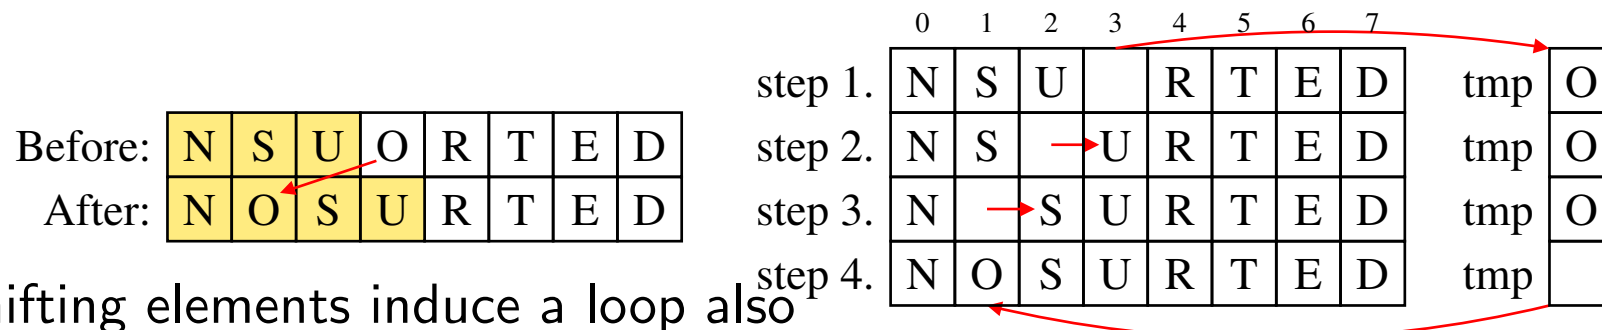 Before: N S U O R T E D
After: N O S U R T E D
ifting elements induce a loop also
0 1 2 3 4 5 6 7
step 1. N S U R T E D tmp O
step 2. N S U R T E D tmp O
step 3. N S U R T E D tmp O
step 4. N O S U R T E D tmp